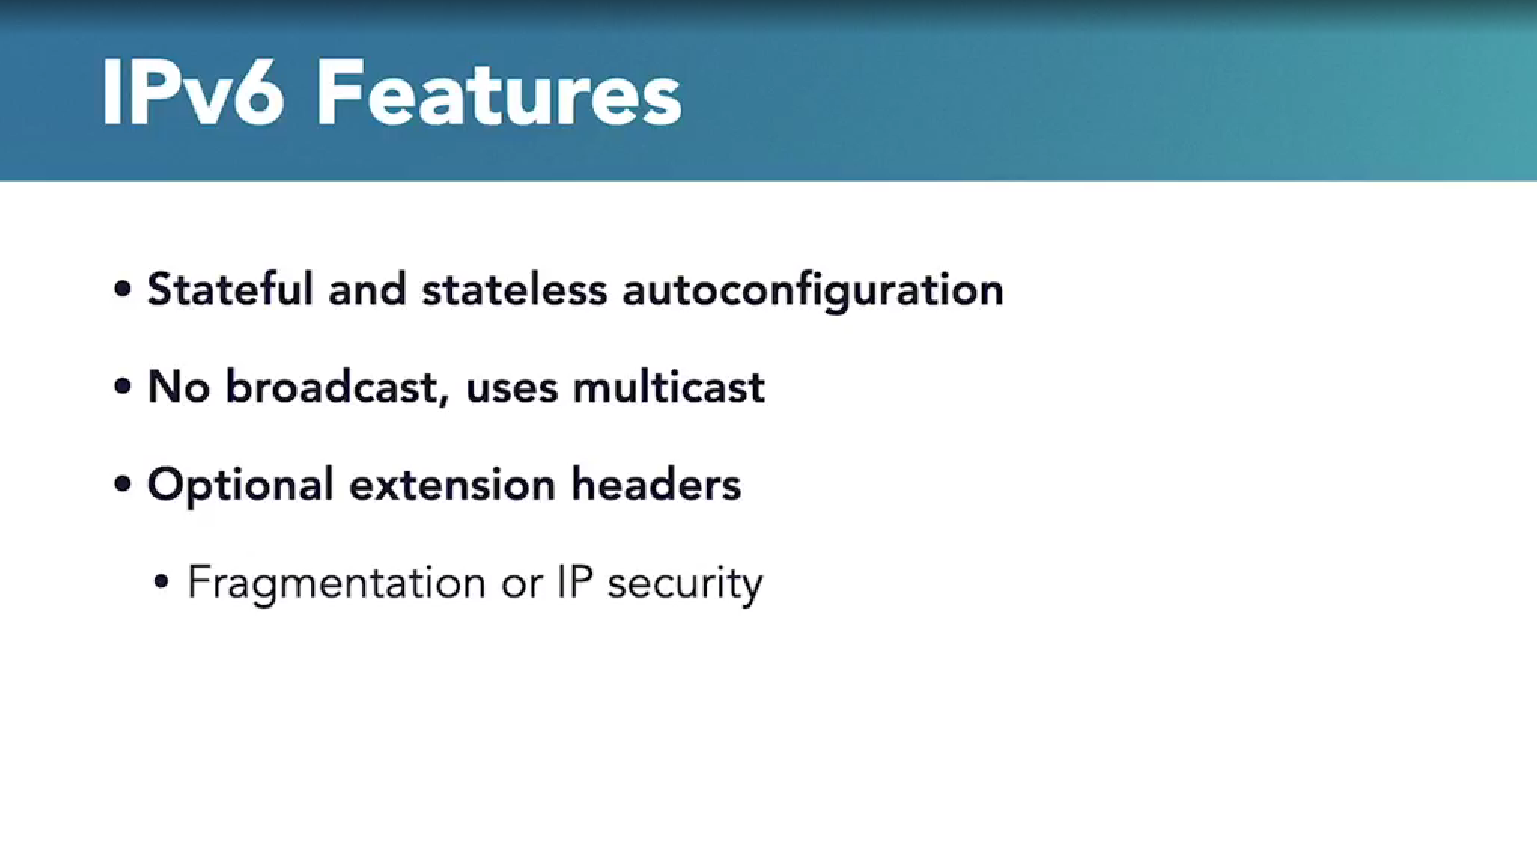 IPv6 Features
• Stateful and stateless autoconfiguration
• No broadcast, uses multicast
• Optional extension headers
• Fragmentation or IP security